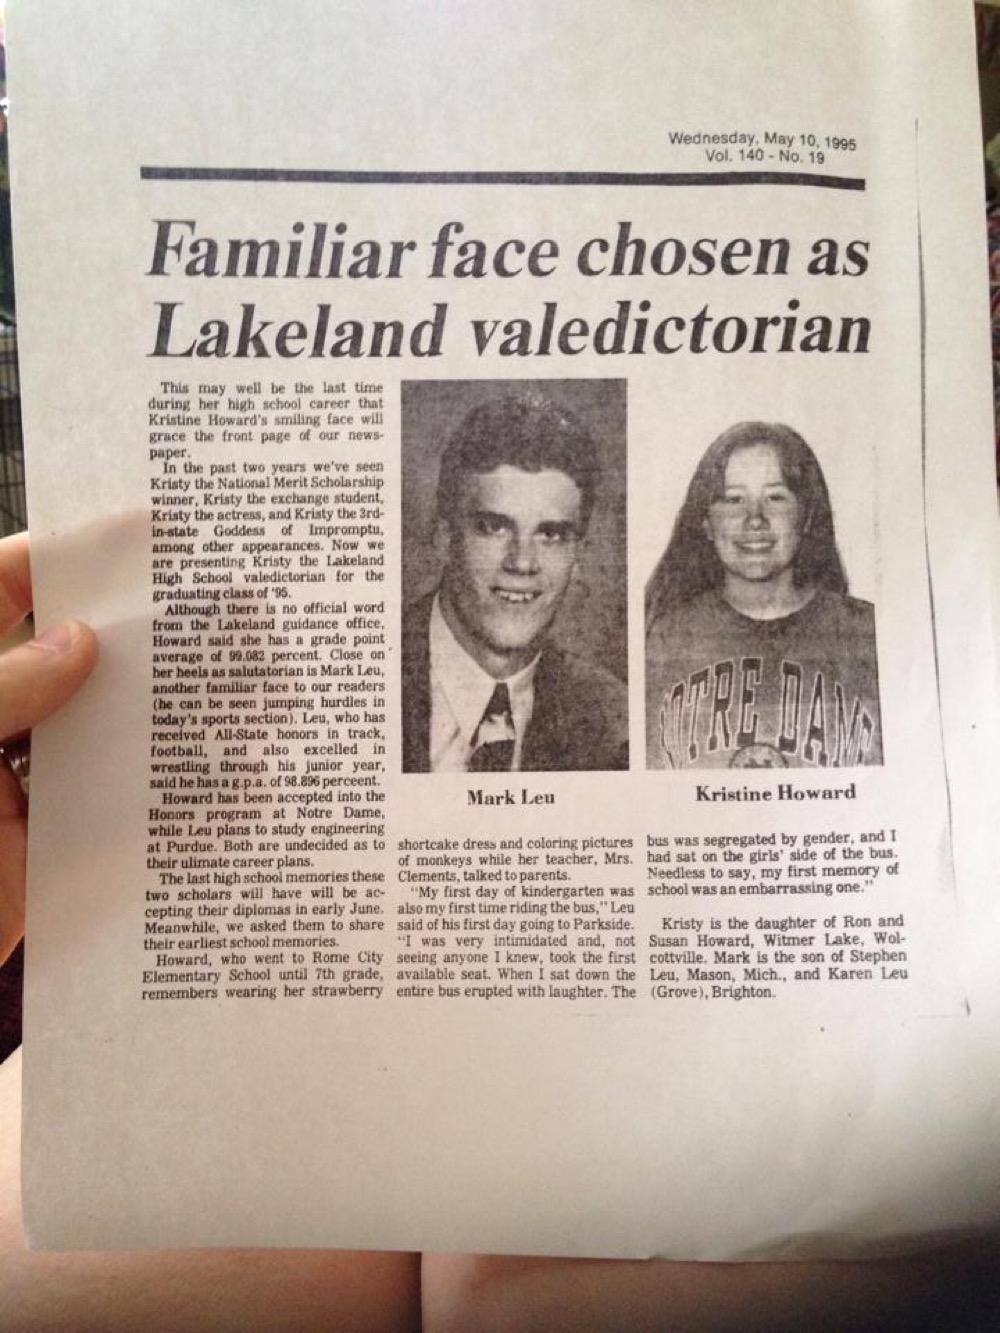 Wednesday, May 10, 1995
Vol. 140 - No. 19
Familiar face chosen as
Lakeland valedictorian
This may well be the last time
during her high school career that
Kristine Howard's smiling face will
grace the front page of our news-
paper.
In the past two years we've seen
Kristy the National Merit Scholarship
winner, Kristy the exchange student,
Kristy the actress, and Kristy the 3rd-
in-state Goddess of Impromptu,
among other appearances. Now we
are presenting Kristy the Lakeland
High School valedictorian for the
graduating class of '95.
Although there is no official word
from the Lakeland guidance office,
Howard said she has a grade point
average of 99.082 percent. Close on
her heels as salutatorian is Mark Leu,
another familiar face to our readers
(he can be seen jumping hurdles in
today's sports section). Leu, who has
received All-State honors in track,
football, and also excelled in
wrestling through his junior year,
said he has a g.p.a. of 98.896 perceent.
Howard has been accepted into the
Honors program at Notre Dame,
while Leu plans to study engineering
at Purdue. Both are undecided as to
their ulimate career plans.
The last high school memories these
two scholars will have will be ac-
cepting their diplomas in early June.
Meanwhile, we asked them to share
their earliest school memories.
Howard, who went to Rome City
Elementary School until 7th grade,
remembers wearing her strawberry
Mark Leu
shortcake dress and coloring pictures
of monkeys while her teacher, Mrs.
Clements, talked to parents.
"My first day of kindergarten was
also my first time riding the bus," Leu
said of his first day going to Parkside.
"I was very intimidated and, not
seeing anyone I knew, took the first
available seat. When I sat down the
entire bus erupted with laughter. The
OTRE DAME
Kristine Howard
bus was segregated by gender, and I
had sat on the girls' side of the bus.
Needless to say, my first memory of
school was an embarrassing one."
Kristy is the daughter of Ron and
Susan Howard, Witmer Lake, Wol-
cottville. Mark is the son of Stephen
Leu, Mason, Mich., and Karen Leu
(Grove), Brighton.